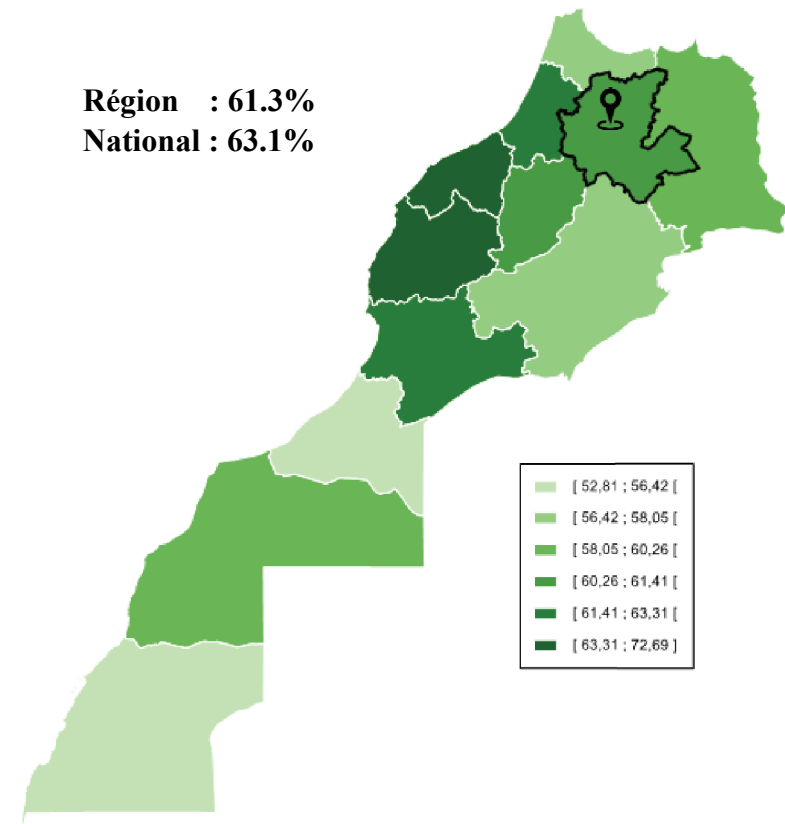 Région : 61.3%
National : 63.1%
[ 52,81 ; 56,42 [
[ 56,42 ; 58,05 [
[ 58,05 ; 60,26 [
[ 60,26 ; 61,41 [
[ 61,41 ; 63,31 [
[ 63,31 ; 72,69 ]